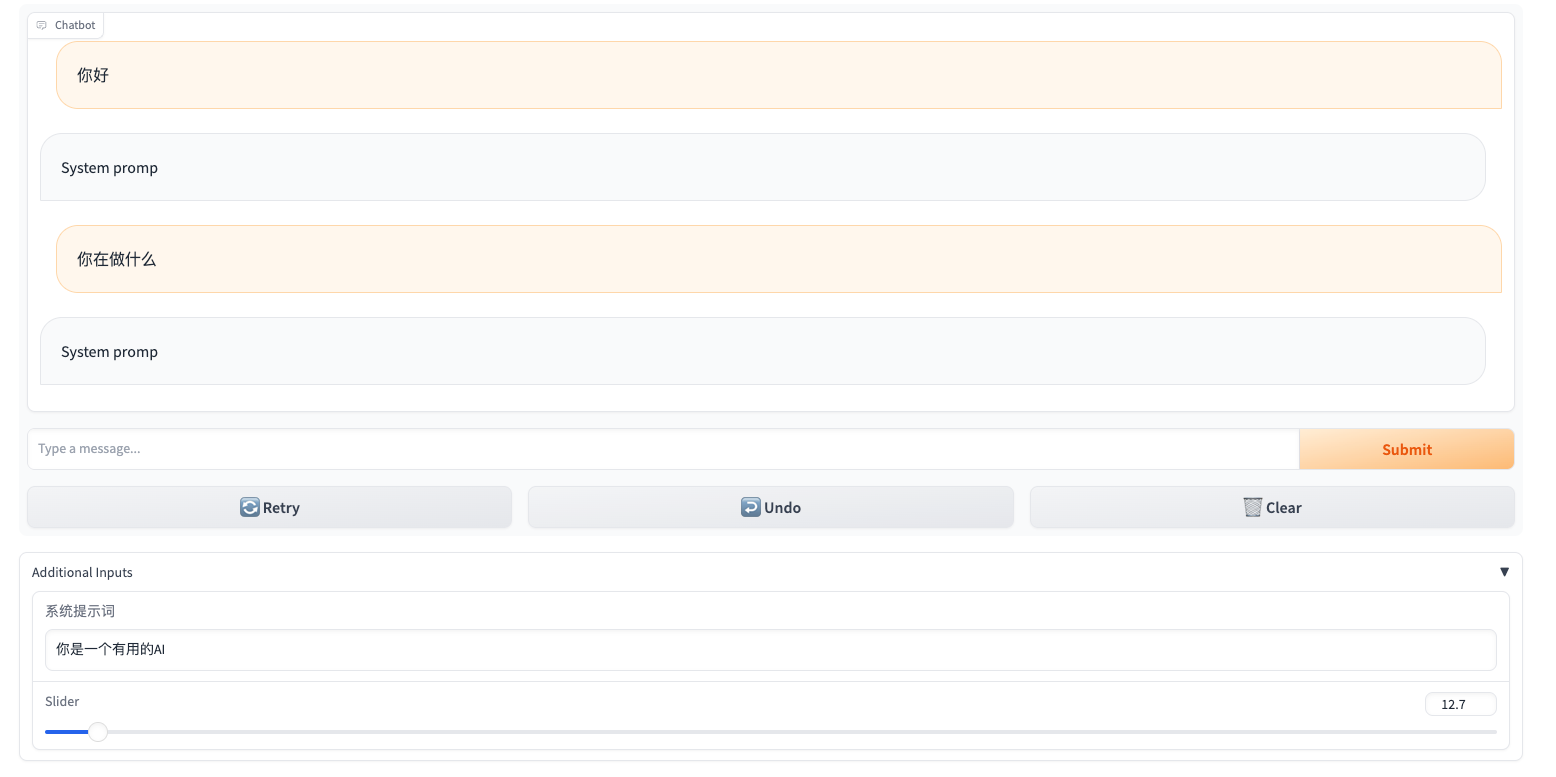 Chatbot
你好
System promp
你在做什么
System promp
Type a message...
Submit
Retry
Undo
Clear
Additional Inputs
系统提示词
你是一个有用的AI
Slider
12.7